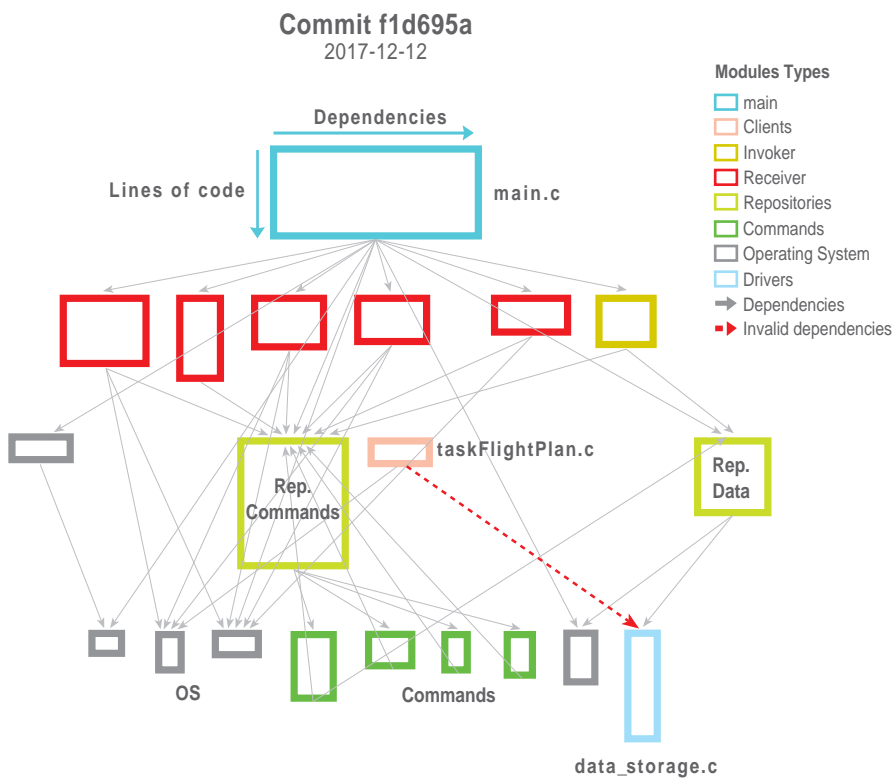 Commit f1d695a
2017-12-12
Modules Types
main
Clients
Invoker
Receiver
Repositories
Commands
Operating System
Drivers
Dependencies
Invalid dependencies
Dependencies
Lines of code
main.c
taskFlightPlan.c
Rep.
Commands
Rep.
Data
OS
Commands
data_storage.c